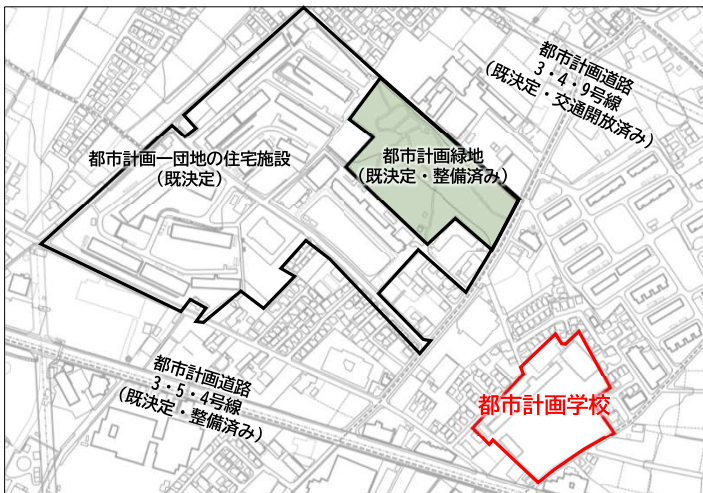 都市計画道路
3・4・9号線
(既決定・交通開放済み)
都市計画一団地の住宅施設
(既決定)
都市計画緑地
(既決定・整備済み)
都市計画道路
3・5・4号線
(既決定・整備済み)
都市計画学校